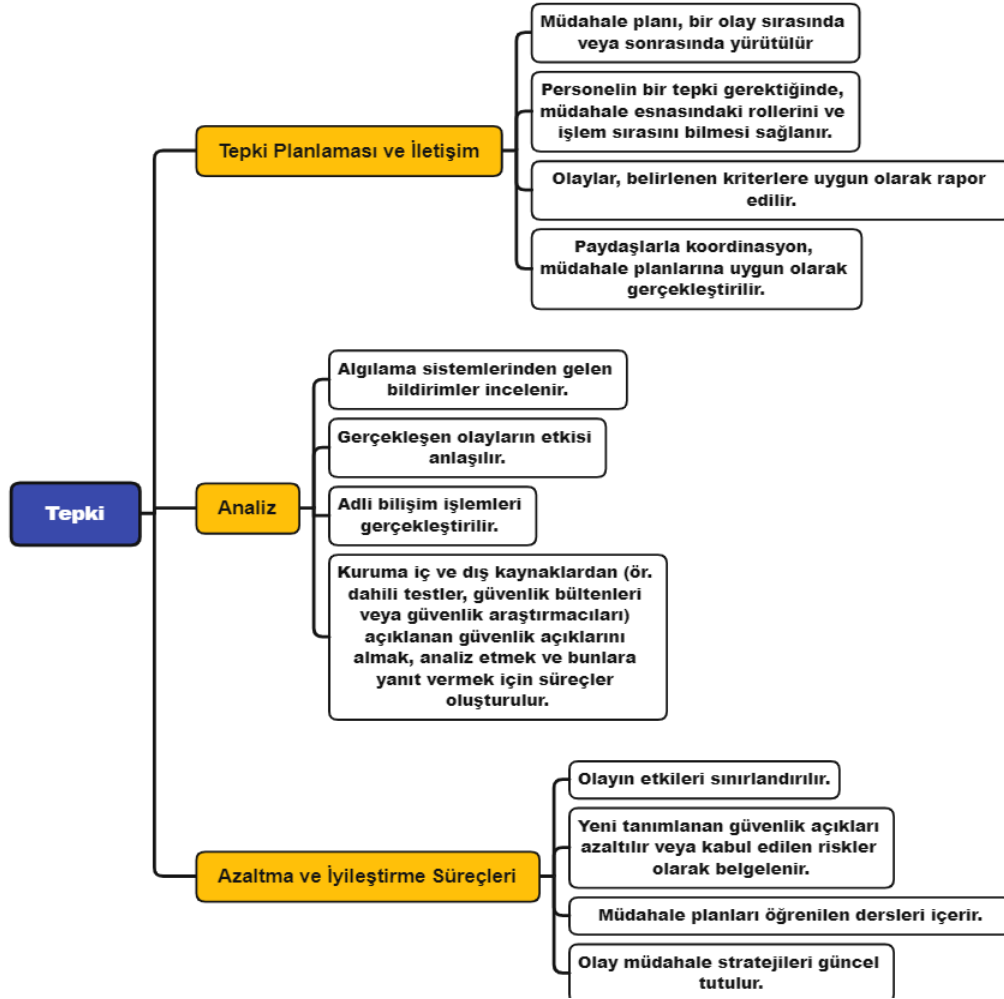 Müdahale planı, bir olay sırasında
veya sonrasında yürütülür
Personelin bir tepki gerektiğinde,
müdahale esnasındaki rollerini ve
işlem sırasını bilmesi sağlanır.
Tepki Planlaması ve İletişim
Olaylar, belirlenen kriterlere uygun olarak rapor
edilir.
Paydaşlarla koordinasyon,
müdahale planlarına uygun olarak
gerçekleştirilir.
Algılama sistemlerinden gelen
bildirimler incelenir.
Gerçekleşen olayların etkisi
anlaşılır.
Tepki
Analiz
Adli bilişim işlemleri
gerçekleştirilir.
Kuruma iç ve dış kaynaklardan (ör.
dahili testler, güvenlik bültenleri
veya güvenlik araştırmacıları)
açıklanan güvenlik açıklarını
almak, analiz etmek ve bunlara
yanıt vermek için süreçler
oluşturulur.
Olayın etkileri sınırlandırılır.
Yeni tanımlanan güvenlik açıkları
azaltılır veya kabul edilen riskler
olarak belgelenir.
Azaltma ve İyileştirme Süreçleri
Müdahale planları öğrenilen dersleri içerir.
Olay müdahale stratejileri güncel
tutulur.